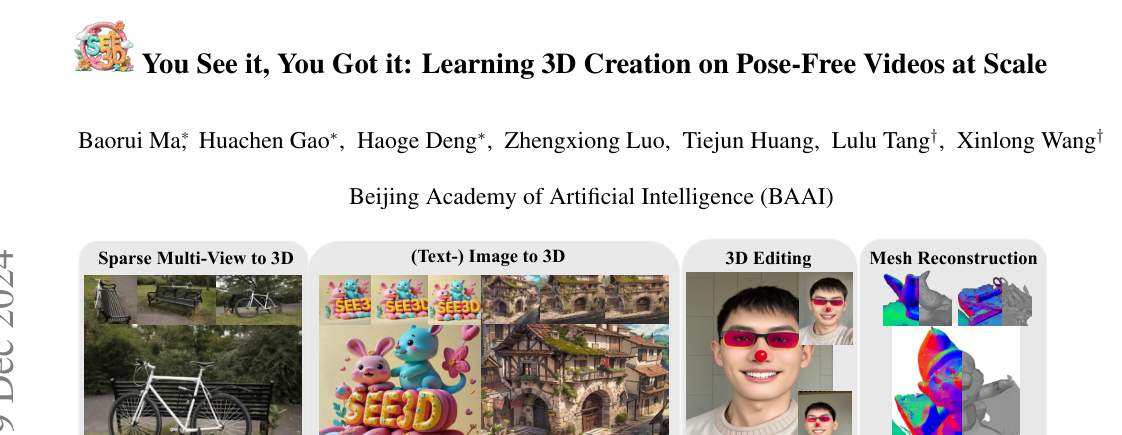 SEE3D
You See it, You Got it: Learning 3D Creation on Pose-Free Videos at Scale
Baorui Ma*, Huachen Gao*, Haoge Deng*, Zhengxiong Luo, Tiejun Huang, Lulu Tang†, Xinlong Wang†
Beijing Academy of Artificial Intelligence (BAAI)
9 Dec 2024
Sparse Multi-View to 3D
(Text-) Image to 3D
3D Editing
Mesh Reconstruction
SEE3
SEE3D
SEE3D
SEE3D